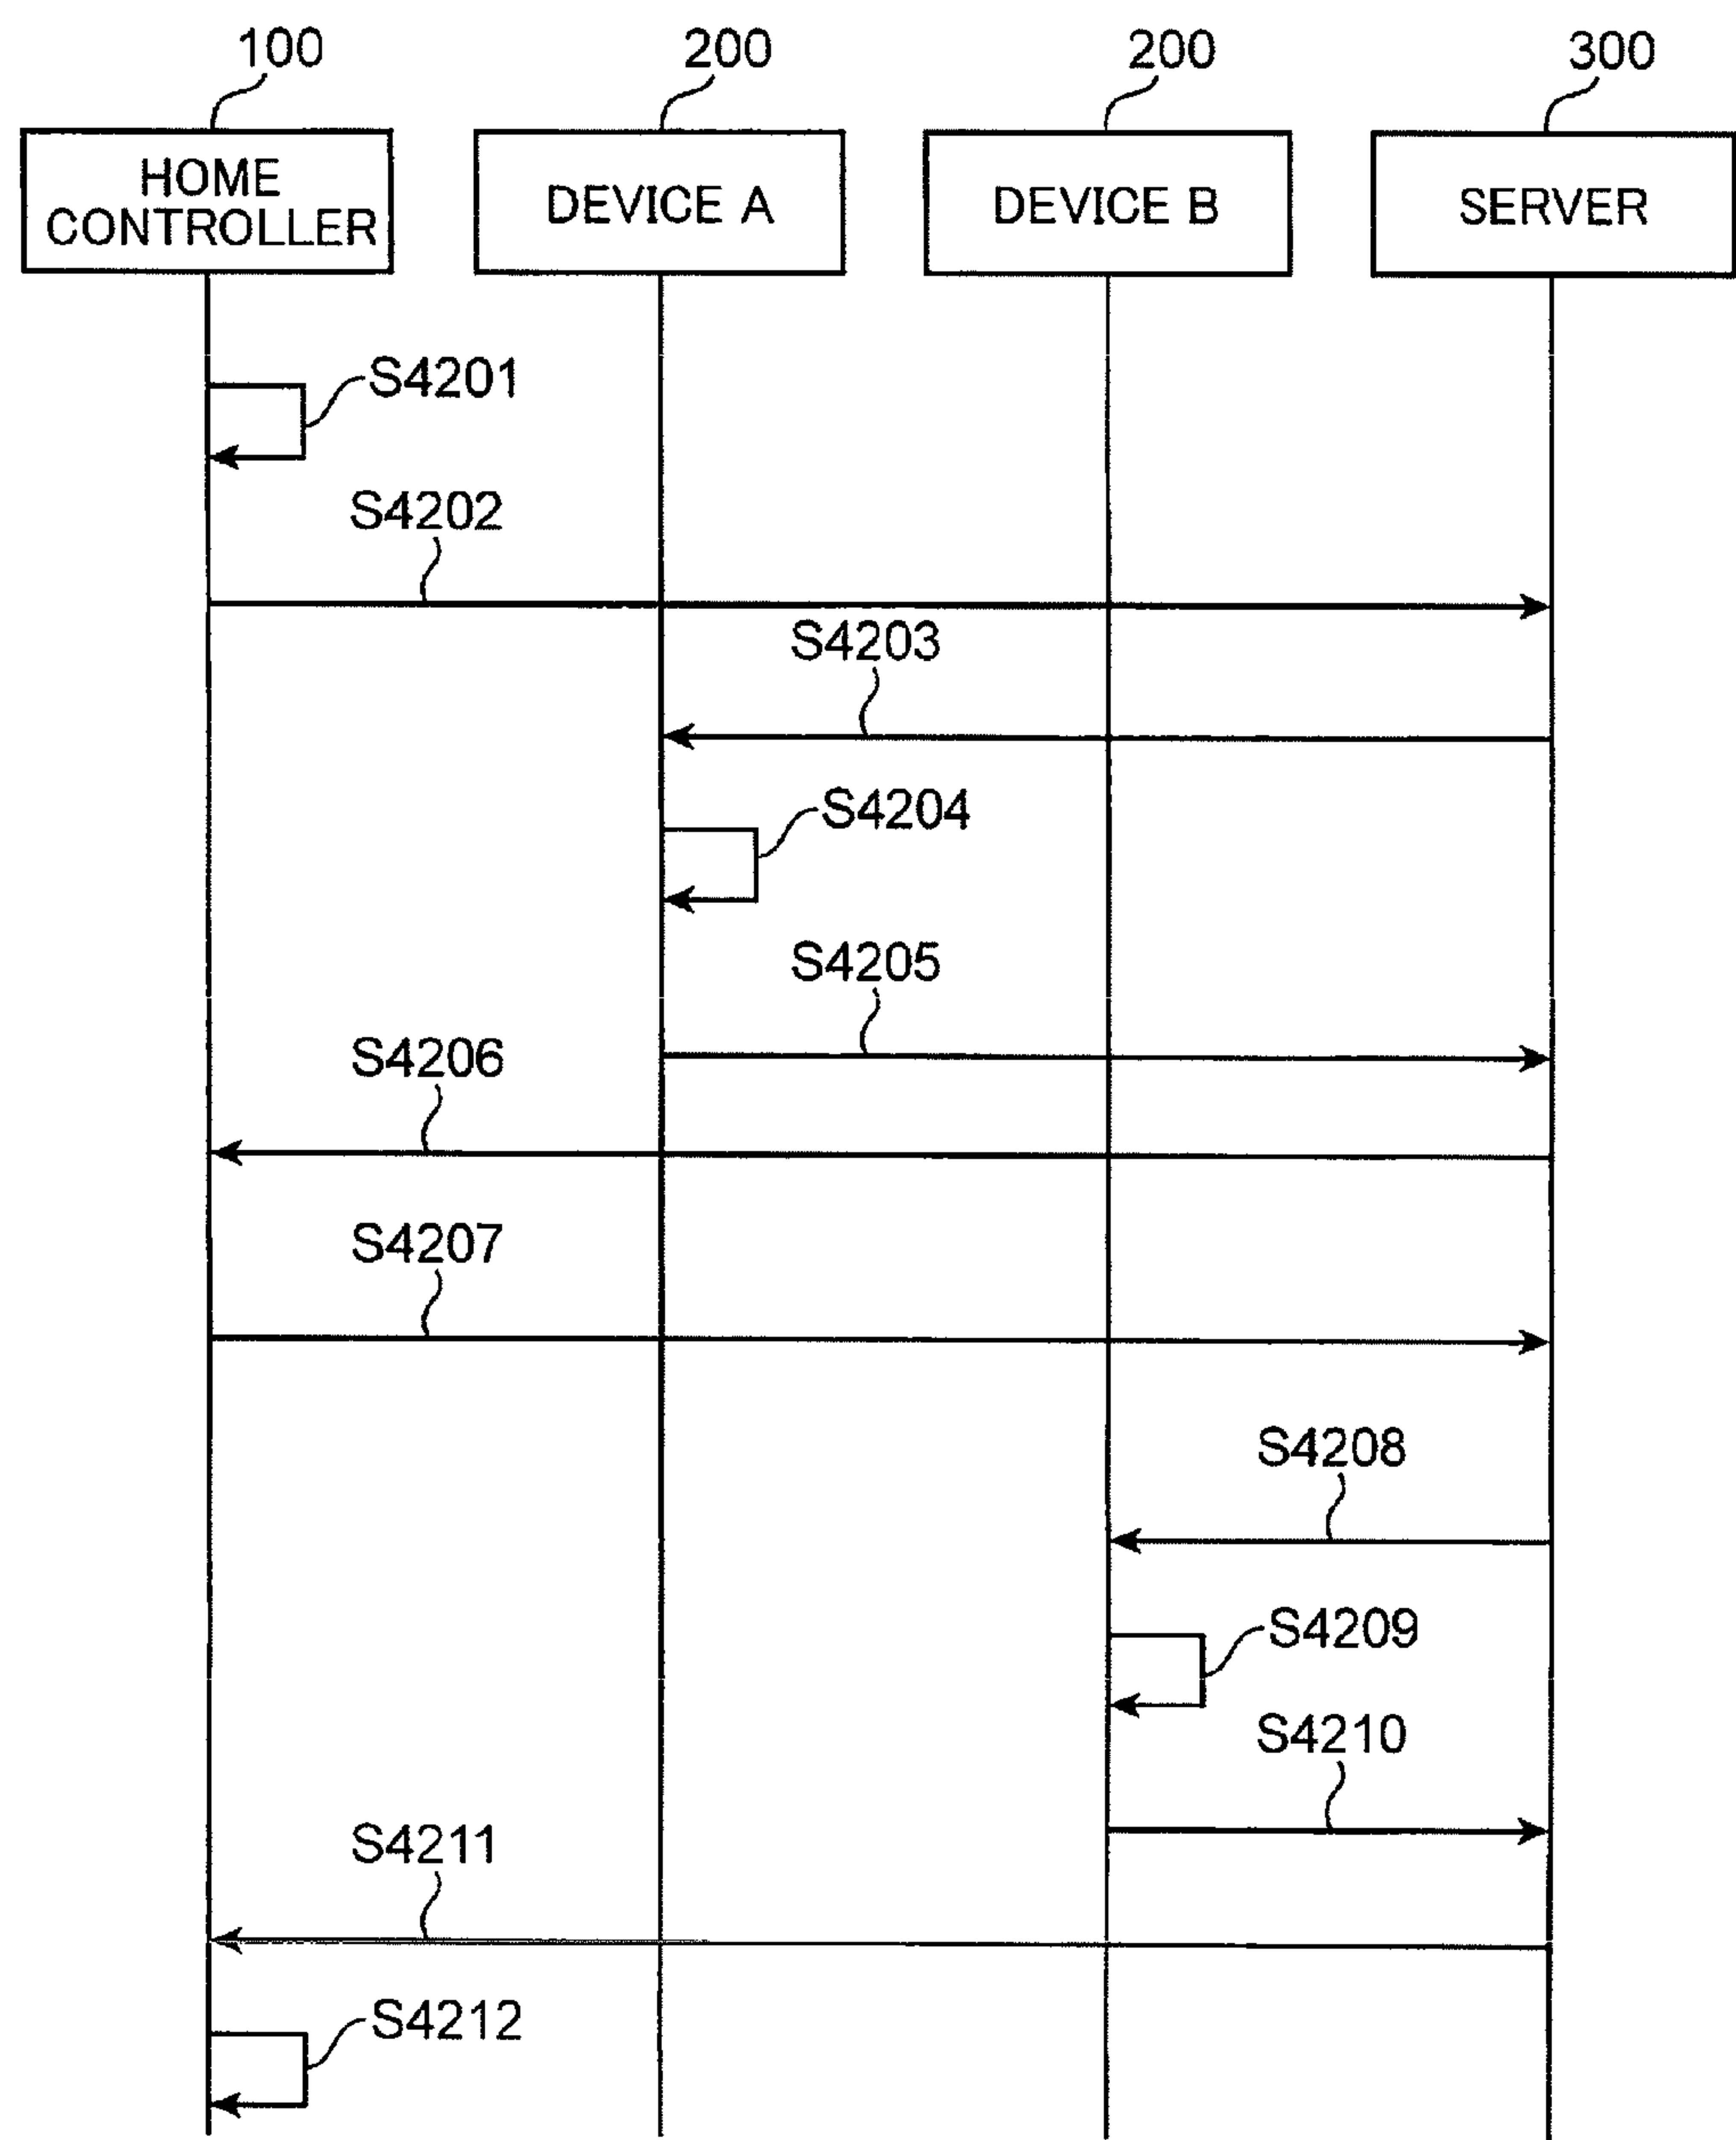 100
200
200
300
HOME
CONTROLLER
DEVICE A
DEVICE B
SERVER
S4201
S4202
S4203
S4204
S4205
S4206
S4207
S4208
S4209
S4210
S4211
S4212